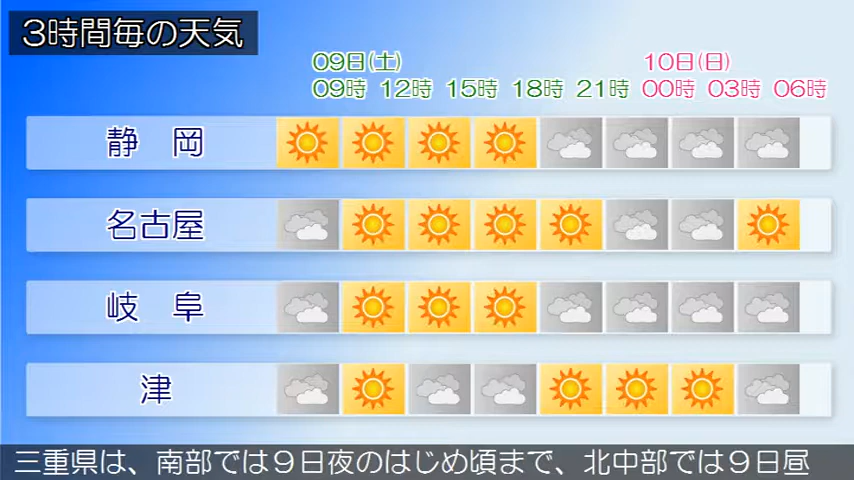 3時間毎の天気
09日(土) 10日(日)
09時 12時 15時 18時 21時 00時 03時 06時
静 岡
名古屋
岐 阜
津
三重県は、南部では９日夜のはじめ頃まで、北中部では９日昼